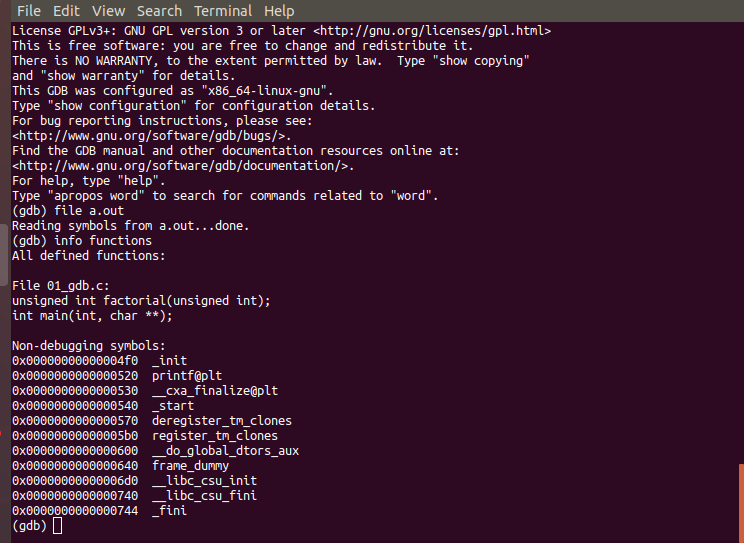 File Edit View Search Terminal Help
License GPLv3+: GNU GPL version 3 or later <http://gnu.org/licenses/gpl.html>
This is free software: you are free to change and redistribute it.
There is NO WARRANTY, to the extent permitted by law.  Type "show copying"
and "show warranty" for details.
This GDB was configured as "x86_64-linux-gnu".
Type "show configuration" for configuration details.
For bug reporting instructions, please see:
<http://www.gnu.org/software/gdb/bugs/>.
Find the GDB manual and other documentation resources online at:
<http://www.gnu.org/software/gdb/documentation/>.
For help, type "help".
Type "apropos word" to search for commands related to "word".
(gdb) file a.out
Reading symbols from a.out...done.
(gdb) info functions
All defined functions:

File 01_gdb.c:
unsigned int factorial(unsigned int);
int main(int, char **);

Non-debugging symbols:
0x00000000000004f0  _init
0x0000000000000520  printf@plt
0x0000000000000530  __cxa_finalize@plt
0x0000000000000540  _start
0x0000000000000570  deregister_tm_clones
0x00000000000005b0  register_tm_clones
0x0000000000000600  __do_global_dtors_aux
0x0000000000000640  frame_dummy
0x00000000000006d0  __libc_csu_init
0x0000000000000740  __libc_csu_fini
0x0000000000000744  _fini
(gdb)